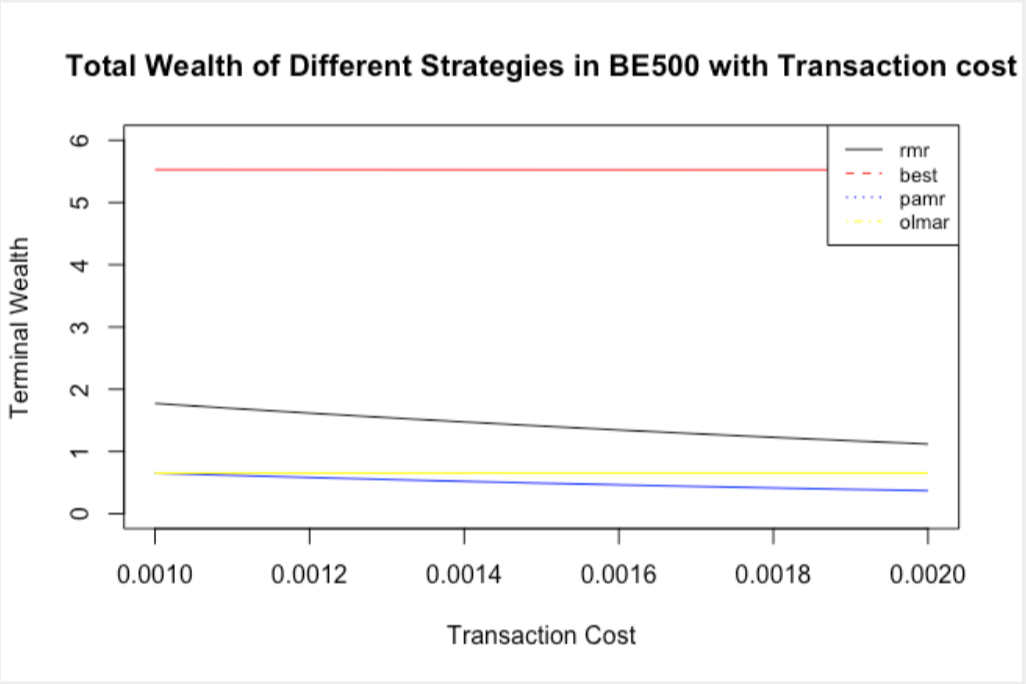 Total Wealth of Different Strategies in BE500 with Transaction cost
rmr
best
pamr
olmar
Terminal Wealth
6
5
4
3
2
1
0
0.0010 0.0012 0.0014 0.0016 0.0018 0.0020
Transaction Cost